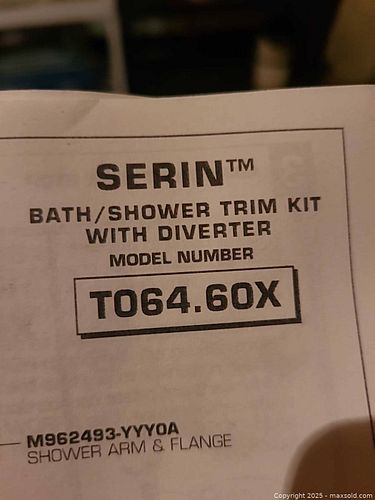 SERIN™
BATH/SHOWER TRIM KIT
WITH DIVERTER
MODEL NUMBER
T064.60X
M962493-YYY0A
SHOWER ARM & FLANGE
Copyright 2025 - maxsold.com